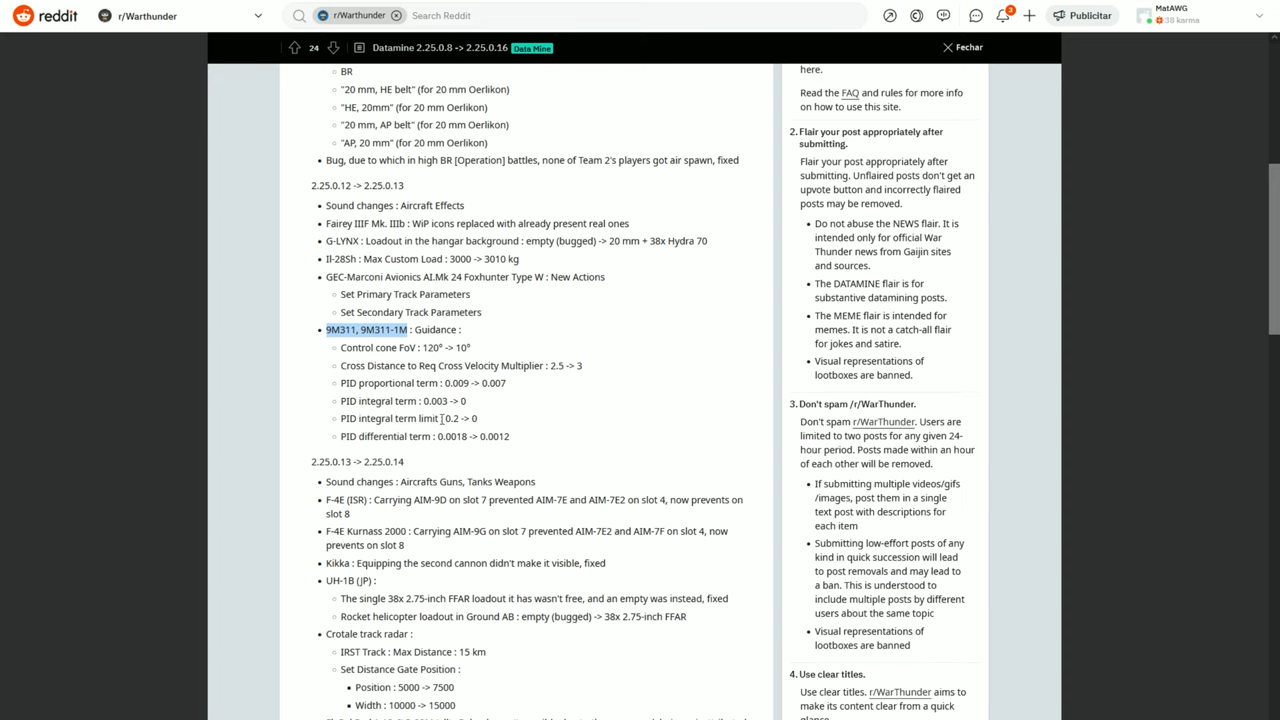 reddit
r/Warthunder
r/Warthunder
Search Reddit
3
Publicitar
MatAWG
38 karma
24
Datamine 2.25.0.8 -> 2.25.0.16
Data Mine
Fechar
BR
"20 mm, HE belt" (for 20 mm Oerlikon)
"HE, 20mm" (for 20 mm Oerlikon)
"20 mm, AP belt" (for 20 mm Oerlikon)
"AP, 20 mm" (for 20 mm Oerlikon)
Bug, due to which in high BR [Operation] battles, none of Team 2's players got air spawn, fixed
2.25.0.12 -> 2.25.0.13
Sound changes : Aircraft Effects
Fairey IIIF Mk. IIIb : WiP icons replaced with already present real ones
G-LYNX : Loadout in the hangar background : empty (bugged) -> 20 mm + 38x Hydra 70
Il-28Sh : Max Custom Load : 3000 -> 3010 kg
GEC-Marconi Avionics AI.Mk 24 Foxhunter Type W : New Actions
Set Primary Track Parameters
Set Secondary Track Parameters
9M311, 9M311-1M : Guidance :
Control cone FoV : 120° -> 10°
Cross Distance to Req Cross Velocity Multiplier : 2.5 -> 3
PID proportional term : 0.009 -> 0.007
PID integral term : 0.003 -> 0
PID integral term limit : 0.2 -> 0
PID differential term : 0.0018 -> 0.0012
2.25.0.13 -> 2.25.0.14
Sound changes : Aircrafts Guns, Tanks Weapons
F-4E (ISR) : Carrying AIM-9D on slot 7 prevented AIM-7E and AIM-7E2 on slot 4, now prevents on
slot 8
F-4E Kurnass 2000 : Carrying AIM-9G on slot 7 prevented AIM-7E2 and AIM-7F on slot 4, now
prevents on slot 8
Kikka : Equipping the second cannon didn't make it visible, fixed
UH-1B (JP) :
The single 38x 2.75-inch FFAR loadout it has wasn't free, and an empty was instead, fixed
Rocket helicopter loadout in Ground AB : empty (bugged) -> 38x 2.75-inch FFAR
Crotale track radar :
IRST Track : Max Distance : 15 km
Set Distance Gate Position :
Position : 5000 -> 7500
Width : 10000 -> 15000
here.
Read the FAQ and rules for more info
on how to use this site.
2. Flair your post appropriately after
submitting.
Flair your post appropriately after
submitting. Unflaired posts don't get an
upvote button and incorrectly flaired
posts may be removed.
Do not abuse the NEWS flair. It is
intended only for official War
Thunder news from Gaijin sites
and sources.
The DATAMINE flair is for
substantive datamining posts.
The MEME flair is intended for
memes. It is not a catch-all flair
for jokes and satire.
Visual representations of
lootboxes are banned.
3. Don't spam /r/WarThunder.
Don't spam r/WarThunder. Users are
limited to two posts for any given 24-
hour period. Posts made within an hour
of each other will be removed.
If submitting multiple videos/gifs
/images, post them in a single
text post with descriptions for
each item
Submitting low-effort posts of any
kind in quick succession will lead
to post removals and may lead to
a ban. This is understood to
include multiple posts by different
users about the same topic
Visual representations of
lootboxes are banned
4. Use clear titles.
Use clear titles. r/WarThunder aims to
make its content clear from a quick